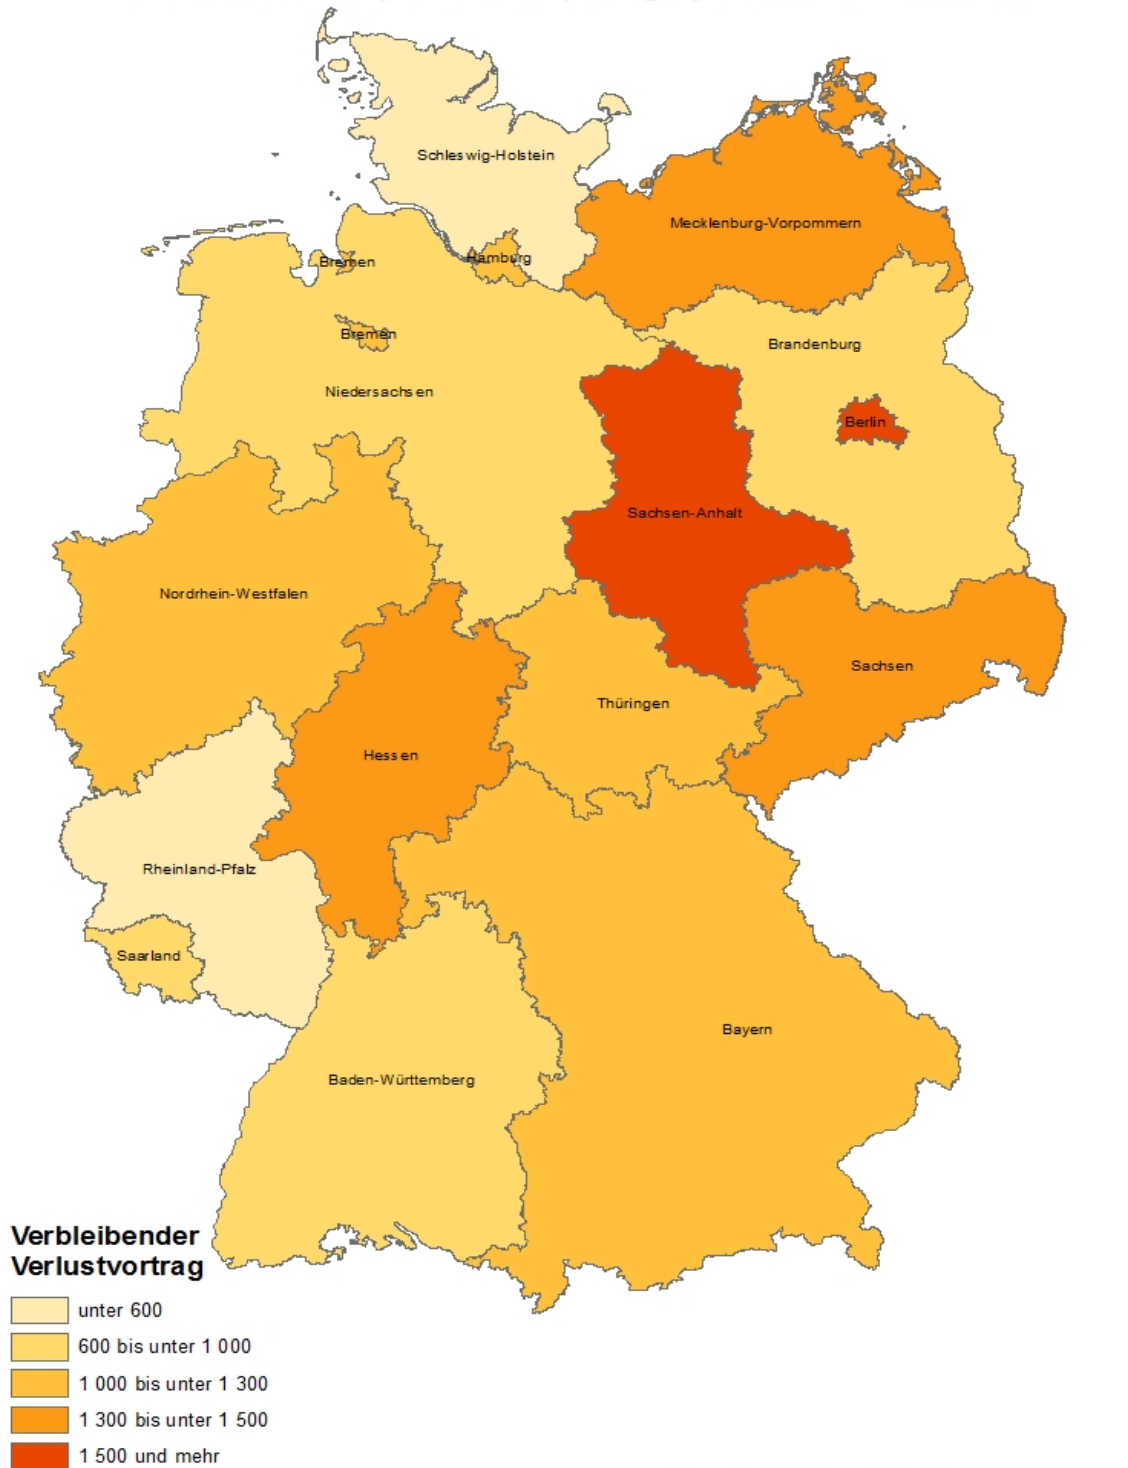 Schleswig-Holstein
Mecklenburg-Vorpommern
Hamburg
Bremen
Bremen
Brandenburg
Niedersachsen
Berlin
Sachsen-Anhalt
Nordrhein-Westfalen
Sachsen
Thüringen
Hessen
Rheinland-Pfalz
Saarland
Bayern
Baden-Württemberg
Verbleibender
Verlustvortrag
unter 600
600 bis unter 1 000
1 000 bis unter 1 300
1 300 bis unter 1 500
1 500 und mehr